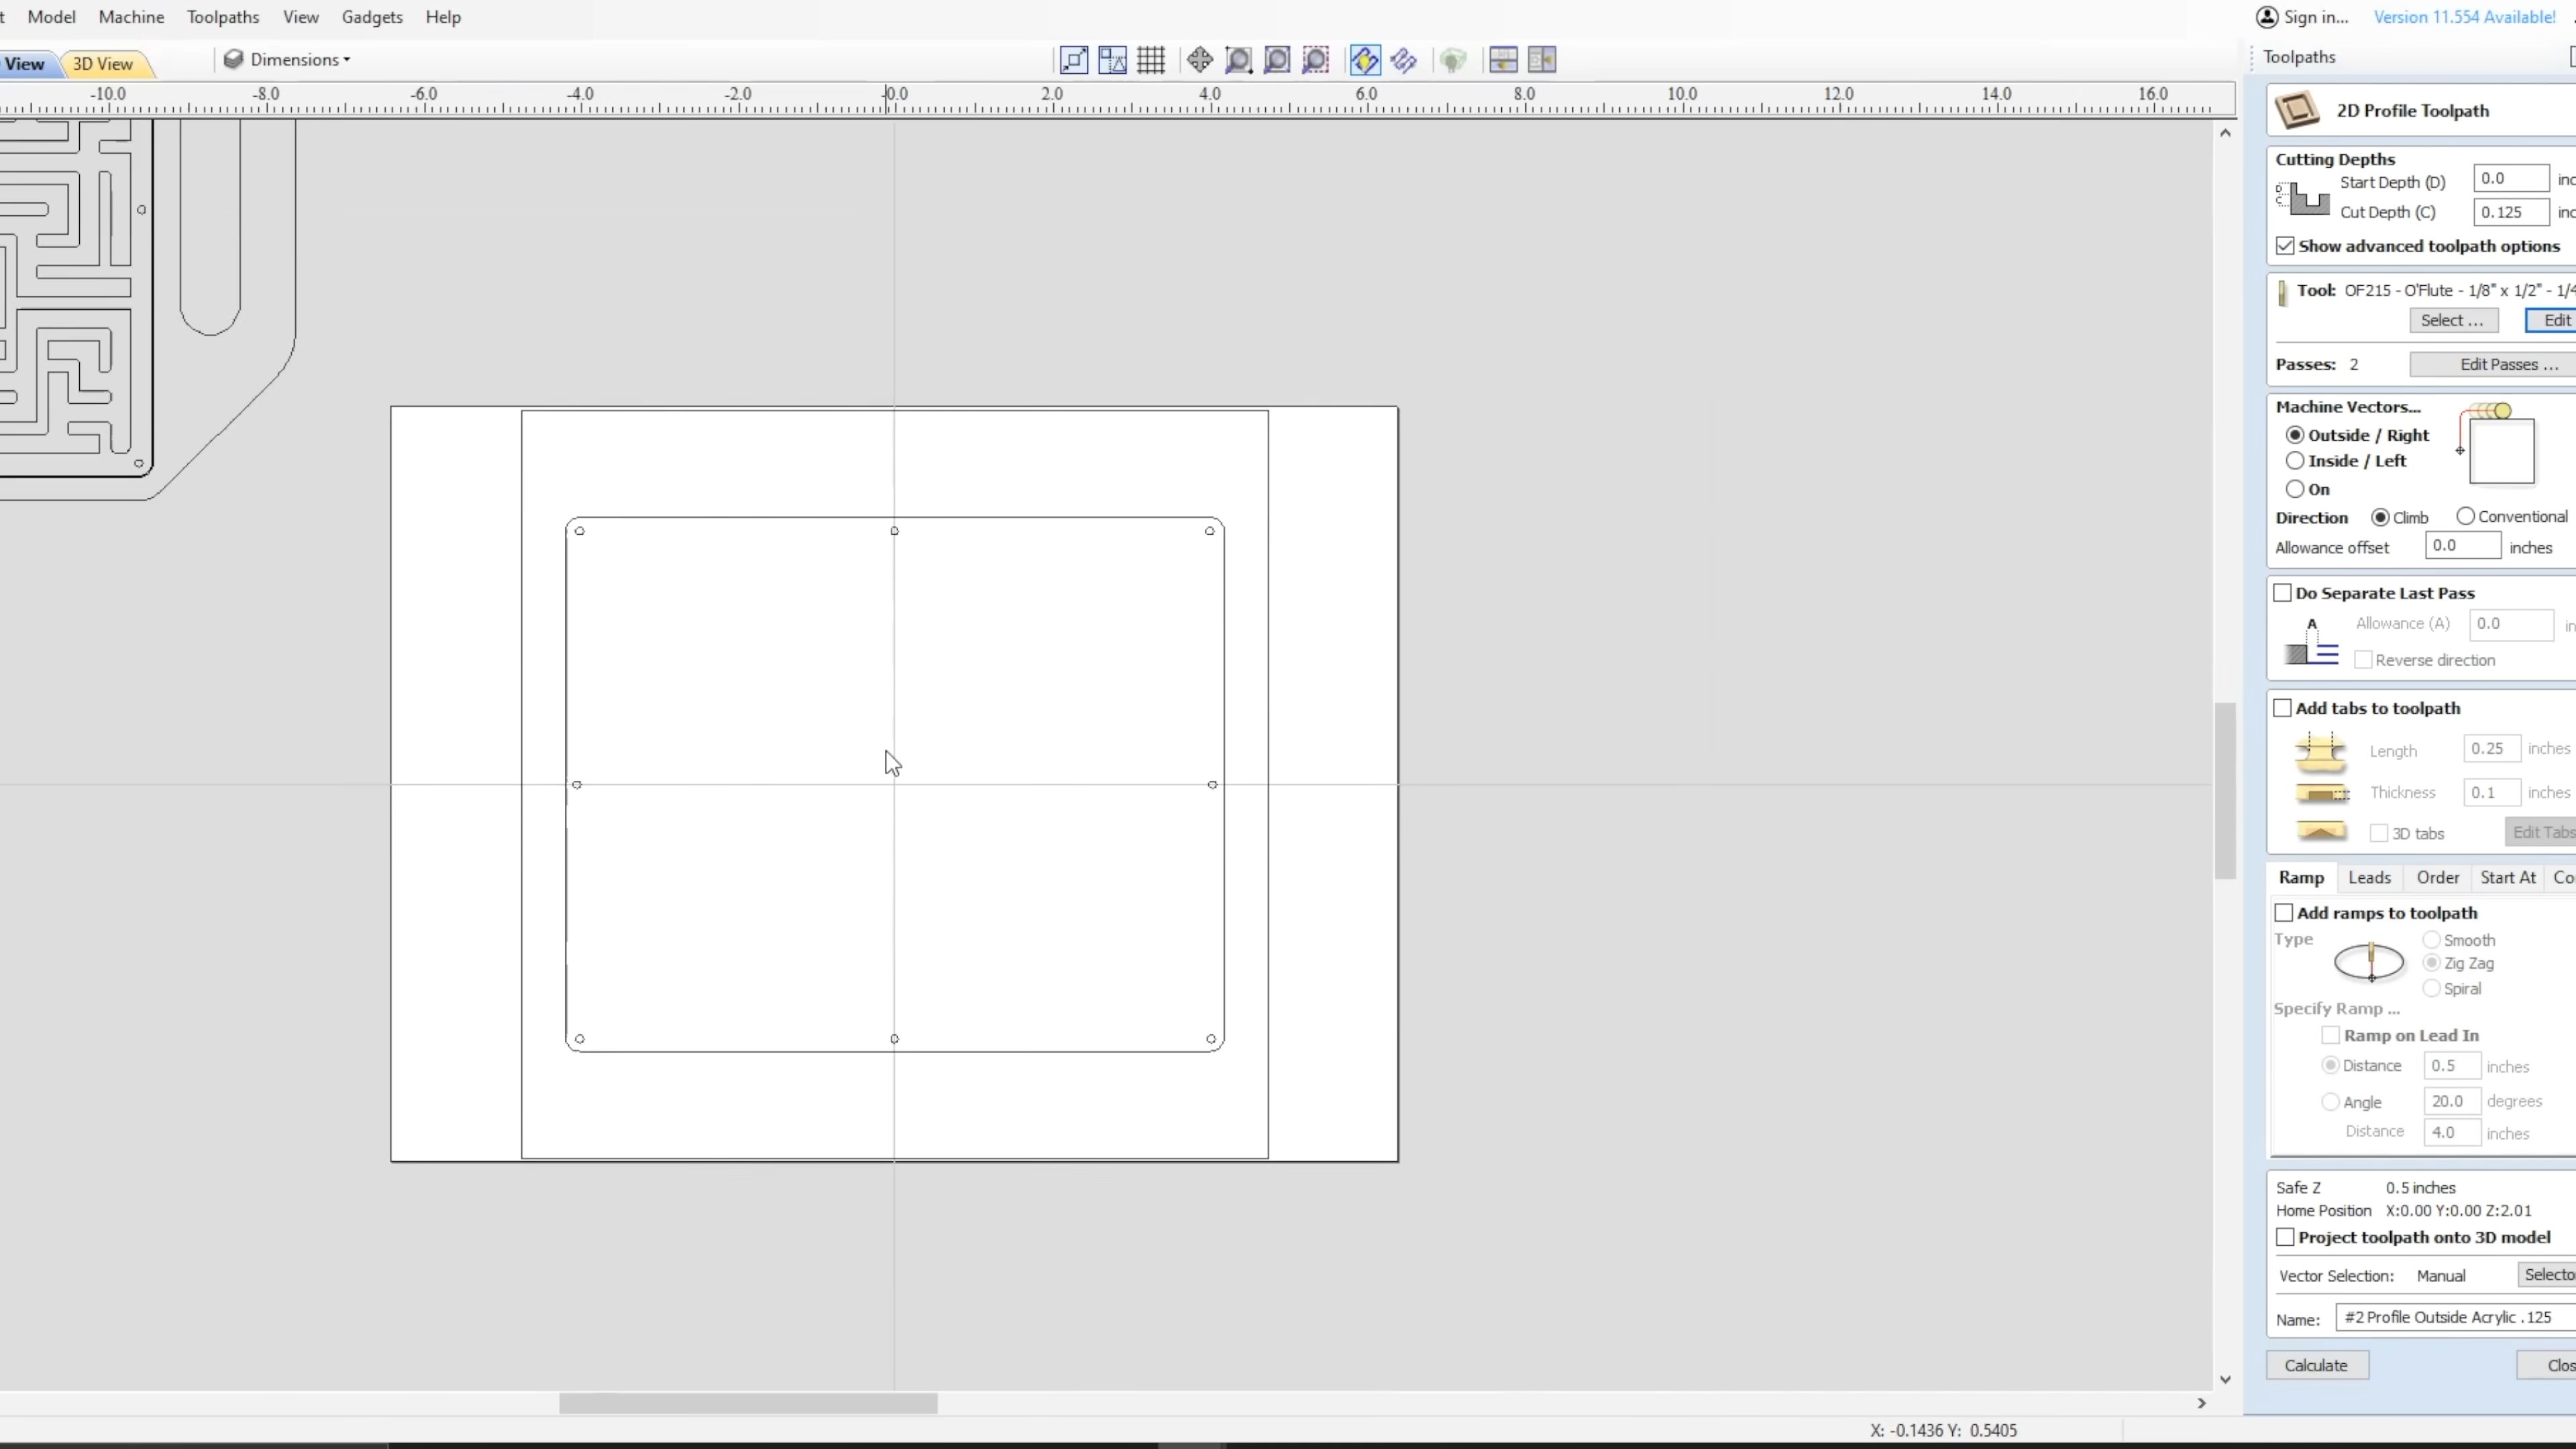 t Model Machine Toolpaths View Gadgets Help
Sign in... Version 11.554 Available!
View 3D View Dimensions
Toolpaths
-10.0 -8.0 -6.0 -4.0 -2.0 -0.0 2.0 4.0 6.0 8.0 10.0 12.0 14.0 16.0
2D Profile Toolpath
Cutting Depths
D
C
Start Depth (D) 0.0 inc
Cut Depth (C) 0.125 inc
Show advanced toolpath options
Tool: OF215 - O'Flute - 1/8" x 1/2" - 1/4
Select ... Edit
Passes: 2 Edit Passes ...
Machine Vectors...
Outside / Right
Inside / Left
On
Direction Climb Conventional
Allowance offset 0.0 inches
Do Separate Last Pass
A Allowance (A) 0.0 in
Reverse direction
Add tabs to toolpath
Length 0.25 inches
Thickness 0.1 inches
3D tabs Edit Tabs
Ramp Leads Order Start At Co
Add ramps to toolpath
Type Smooth
Zig Zag
Spiral
Specify Ramp ...
Ramp on Lead In
Distance 0.5 inches
Angle 20.0 degrees
Distance 4.0 inches
Safe Z 0.5 inches
Home Position X:0.00 Y:0.00 Z:2.01
Project toolpath onto 3D model
Vector Selection: Manual Selecto
Name: #2 Profile Outside Acrylic .125
Calculate Clos
X: -0.1436 Y: 0.5405